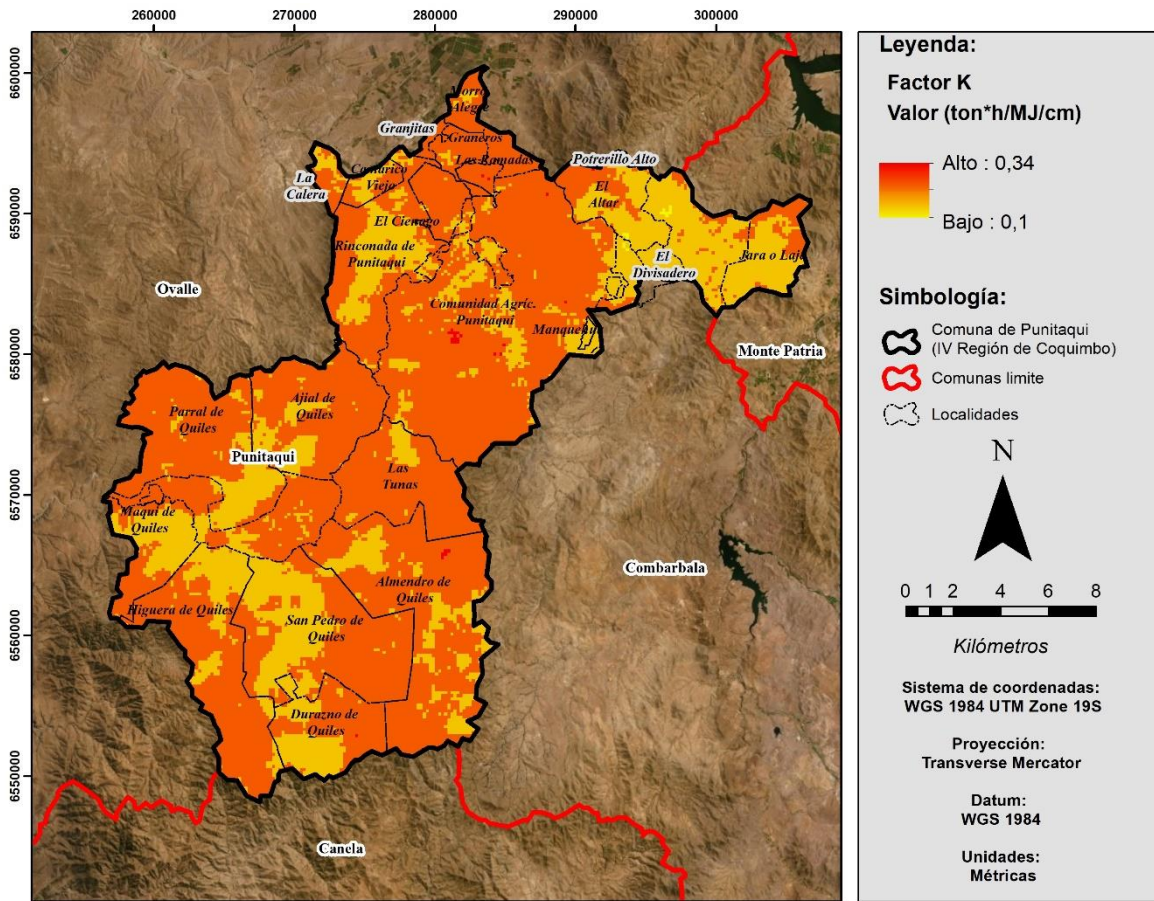 260000 270000 280000 290000 300000
6600000
6590000
6580000
6570000
6560000
6550000
Alegre
Granjitas
Graneros
Las Ramadas
Potrerillo Alto
La
Calera
Camarico
Viejo
El
Altar
El Cienago
Rinconada de
Punitaqui
El
Divisadero
Jara o Laja
Ovalle
Comunidad Agric.
Punitaqui
Monte Patria
Parral de
Quiles
Ajial de
Quiles
Punitaqui
Las
Tunas
Maqui de
Quiles
Combarbala
Almendro de
Quiles
Higuera de Quiles
San Pedro de
Quiles
Durazno de
Quiles
Canela
Leyenda:
Factor K
Valor (ton*h/MJ/cm)
Alto : 0,34
Bajo : 0,1
Simbología:
Comuna de Punitaqui
(IV Región de Coquimbo)
Comunas limite
Localidades
N
0 1 2 4 6 8
Kilómetros
Sistema de coordenadas:
WGS 1984 UTM Zone 19S
Proyección:
Transverse Mercator
Datum:
WGS 1984
Unidades:
Métricas